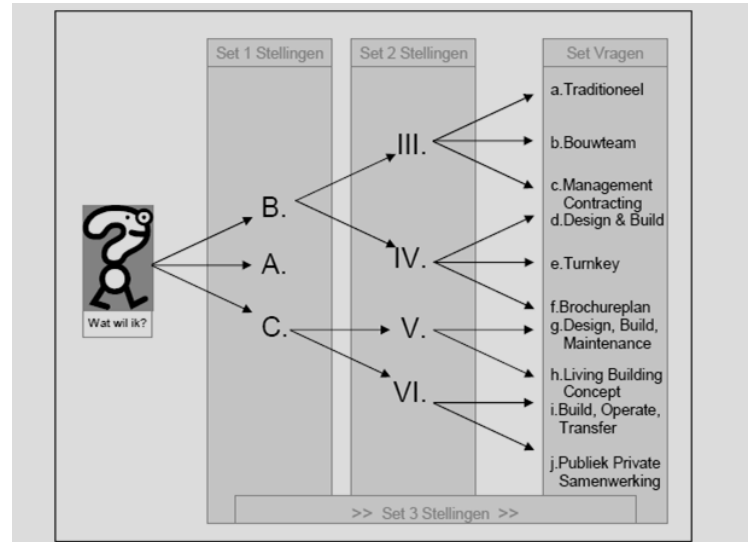 Set 1 Stellingen
Set 2 Stellingen
Set Vragen
a.Traditioneel
III.
b.Bouwteam
c.Management
Contracting
B.
d.Design & Build
A.
IV.
e.Turnkey
Wat wil ik?
C.
V.
f.Brochureplan
g.Design, Build,
Maintenance
VI.
h.Living Building
Concept
i.Build, Operate,
Transfer
j.Publiek Private
Samenwerking
>> Set 3 Stellingen >>